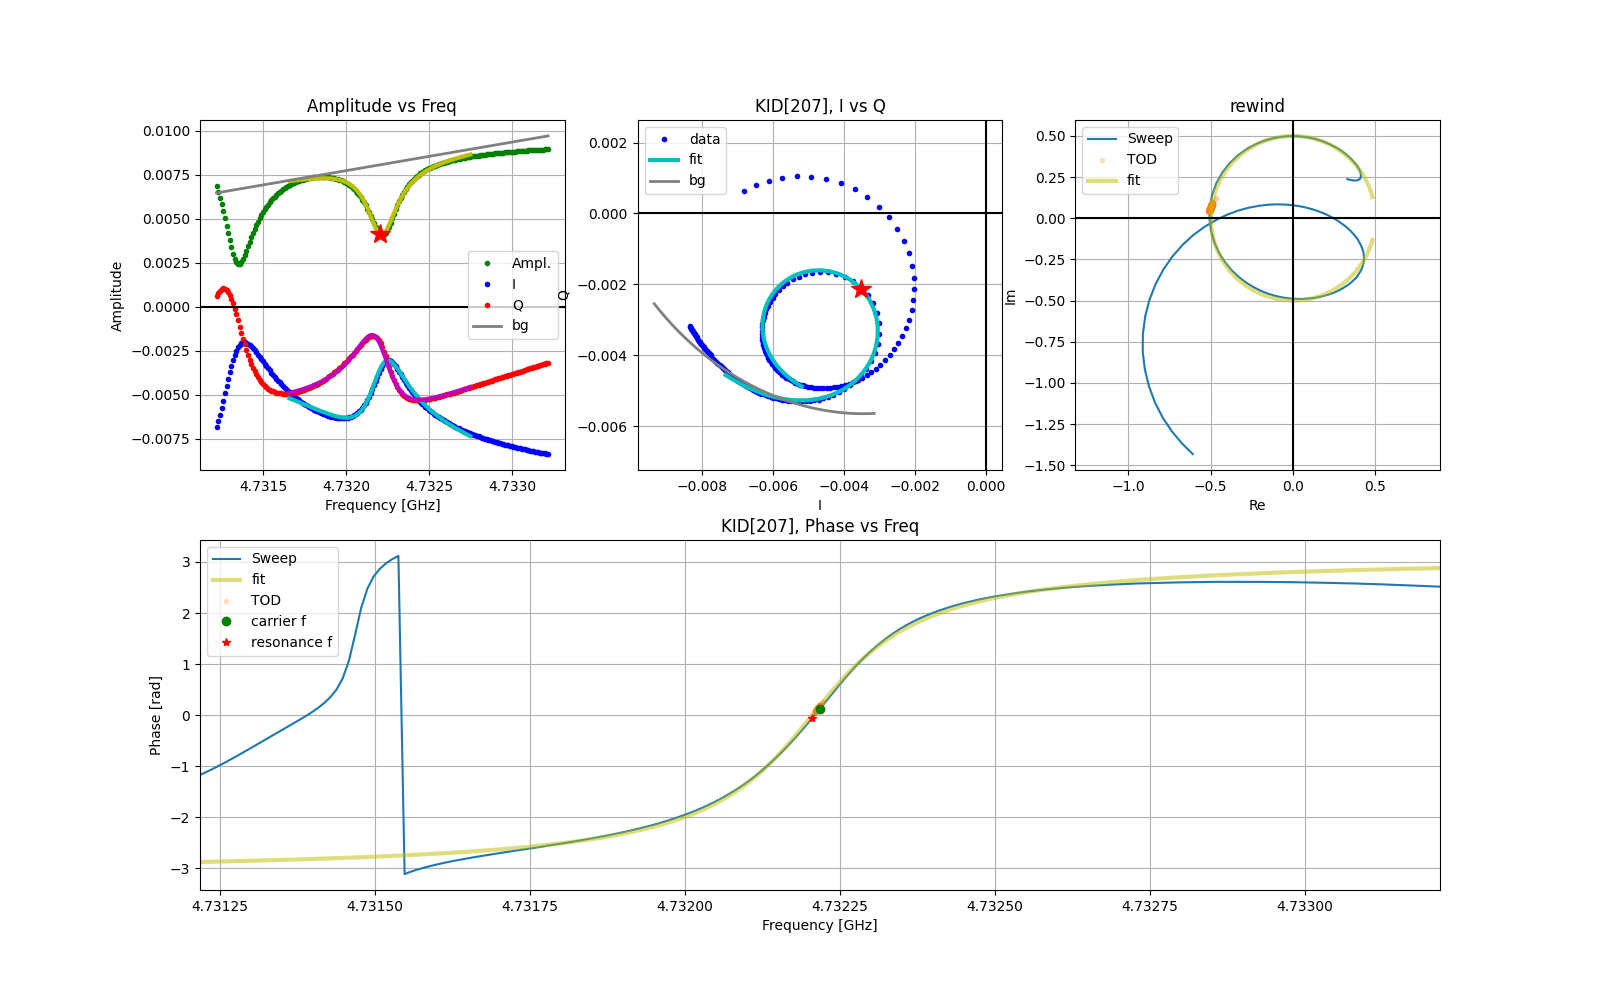 Amplitude vs Freq
0.0100
0.0075
0.0050
0.0025
0.0000
−0.0025
−0.0050
−0.0075
Amplitude
Ampl.
I
Q
bg
4.7315 4.7320 4.7325 4.7330
Frequency [GHz]
KID[207], I vs Q
data
fit
bg
0.002
0.000
−0.002
−0.004
−0.006
Q
−0.008 −0.006 −0.004 −0.002 0.000
I
rewind
Sweep
TOD
fit
0.50
0.25
0.00
−0.25
−0.50
−0.75
−1.00
−1.25
−1.50
Im
−1.0 −0.5 0.0 0.5
Re
KID[207], Phase vs Freq
Sweep
fit
TOD
carrier f
resonance f
3
2
1
0
−1
−2
−3
Phase [rad]
4.73125 4.73150 4.73175 4.73200 4.73225 4.73250 4.73275 4.73300
Frequency [GHz]